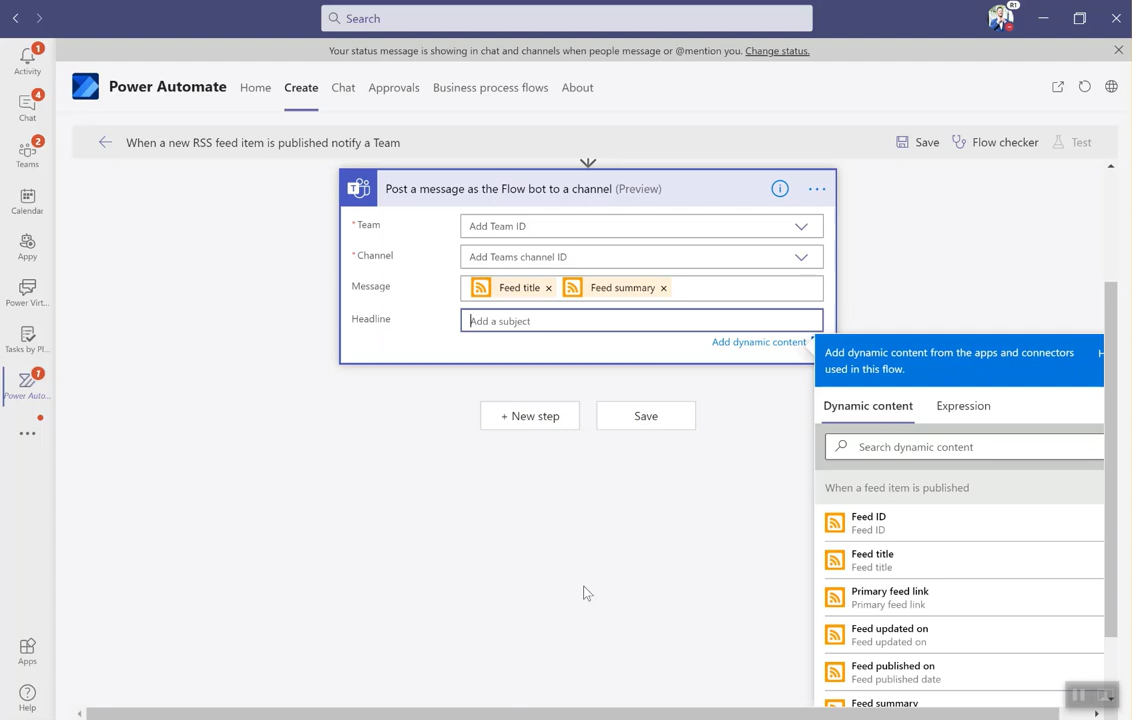 Search
R1
Your status message is showing in chat and channels when people message or @mention you. Change status.
1
Activity
4
Chat
2
Teams
Calendar
Appy
Power Virt...
Tasks by Pl...
7
Power Auto...
Apps
Help
Power Automate
Home
Create
Chat
Approvals
Business process flows
About
When a new RSS feed item is published notify a Team
Save
Flow checker
Test
Post a message as the Flow bot to a channel (Preview)
* Team
Add Team ID
* Channel
Add Teams channel ID
Message
Feed title × Feed summary ×
Headline
Add a subject
Add dynamic content
+ New step
Save
Add dynamic content from the apps and connectors
used in this flow.
Dynamic content
Expression
Search dynamic content
When a feed item is published
Feed ID
Feed ID
Feed title
Feed title
Primary feed link
Primary feed link
Feed updated on
Feed updated on
Feed published on
Feed published date
Feed summary